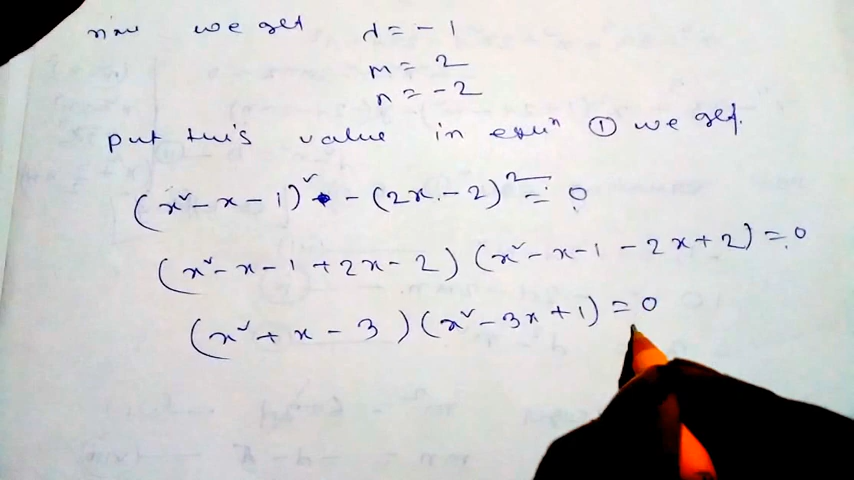 now we get λ = -1
m = 2
n = -2
put this value in equⁿ ① we get.
(x² - x - 1)² - (2x - 2)² = 0
(x² - x - 1 + 2x - 2) (x² - x - 1 - 2x + 2) = 0
(x² + x - 3) (x² - 3x + 1) = 0